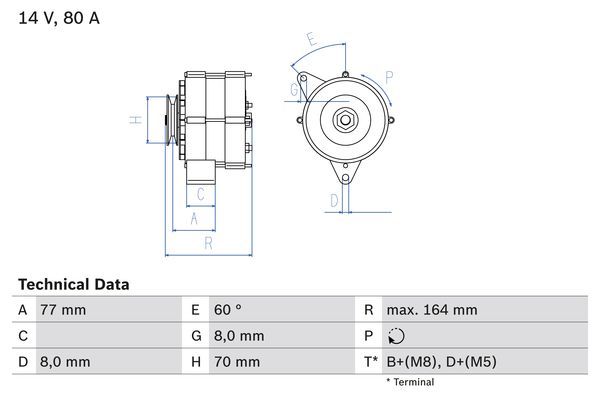 14 V, 80 A
E
P
G
H
C
D
A
R
Technical Data
A 77 mm E 60 ° R max. 164 mm
C G 8,0 mm P
D 8,0 mm H 70 mm T* B+(M8), D+(M5)
* Terminal